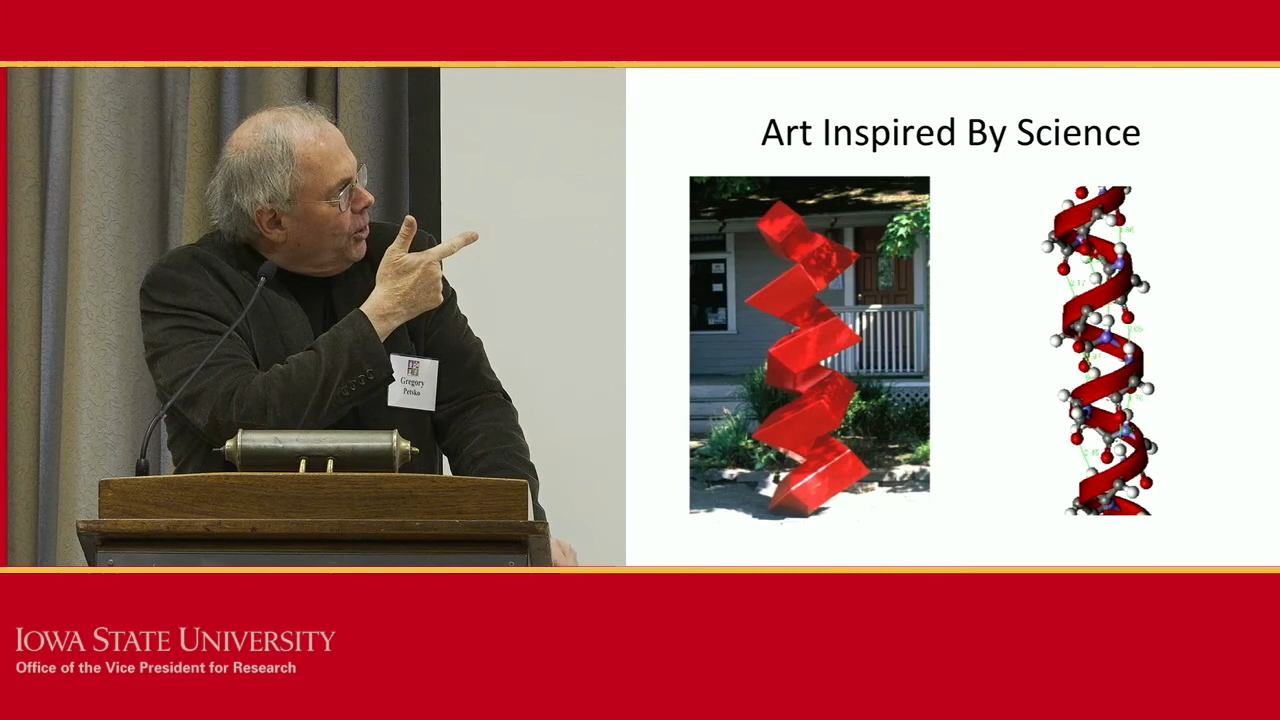 Art Inspired By Science
Gregory
Petsko
IOWA STATE UNIVERSITY
Office of the Vice President for Research